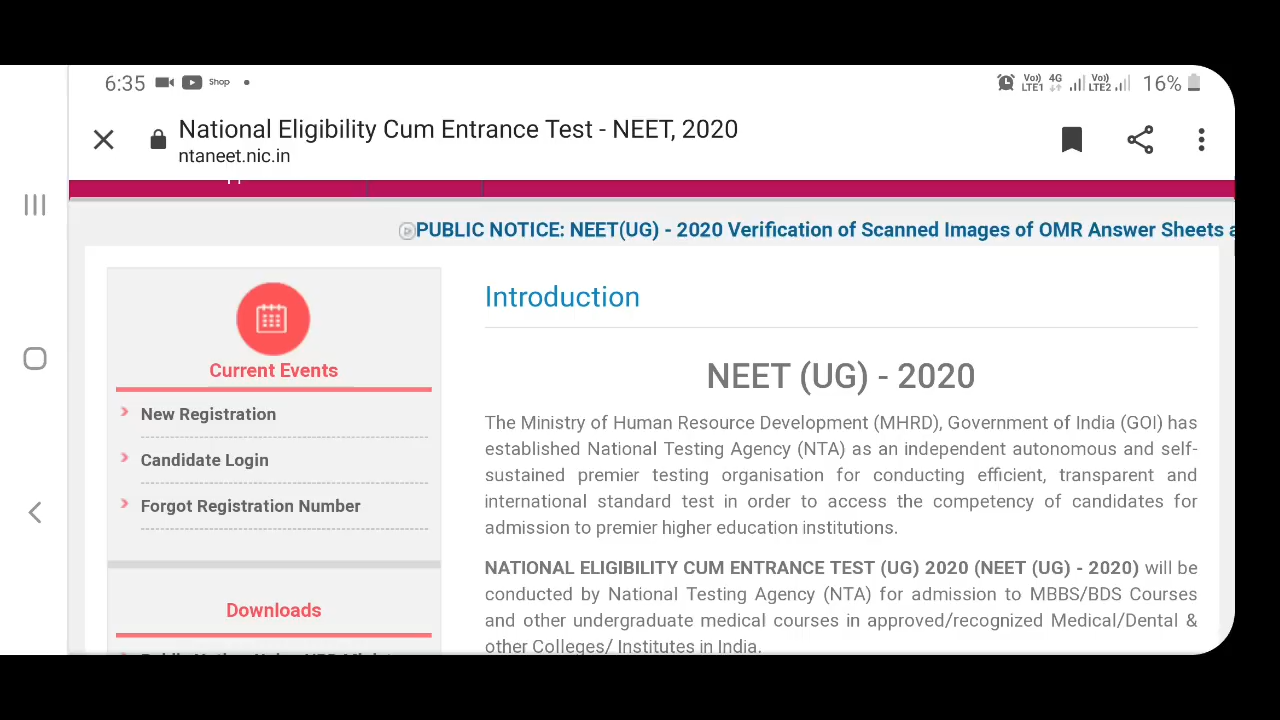 6:35 Shop
Vo) LTE1 4G Vo) LTE2 16%
National Eligibility Cum Entrance Test - NEET, 2020
ntaneet.nic.in
PUBLIC NOTICE: NEET(UG) - 2020 Verification of Scanned Images of OMR Answer Sheets
Current Events
New Registration
Candidate Login
Forgot Registration Number
Downloads
Introduction
NEET (UG) - 2020
The Ministry of Human Resource Development (MHRD), Government of India (GOI) has
established National Testing Agency (NTA) as an independent autonomous and self-
sustained premier testing organisation for conducting efficient, transparent and
international standard test in order to access the competency of candidates for
admission to premier higher education institutions.
NATIONAL ELIGIBILITY CUM ENTRANCE TEST (UG) 2020 (NEET (UG) - 2020) will be
conducted by National Testing Agency (NTA) for admission to MBBS/BDS Courses
and other undergraduate medical courses in approved/recognized Medical/Dental &
other Colleges/ Institutes in India.